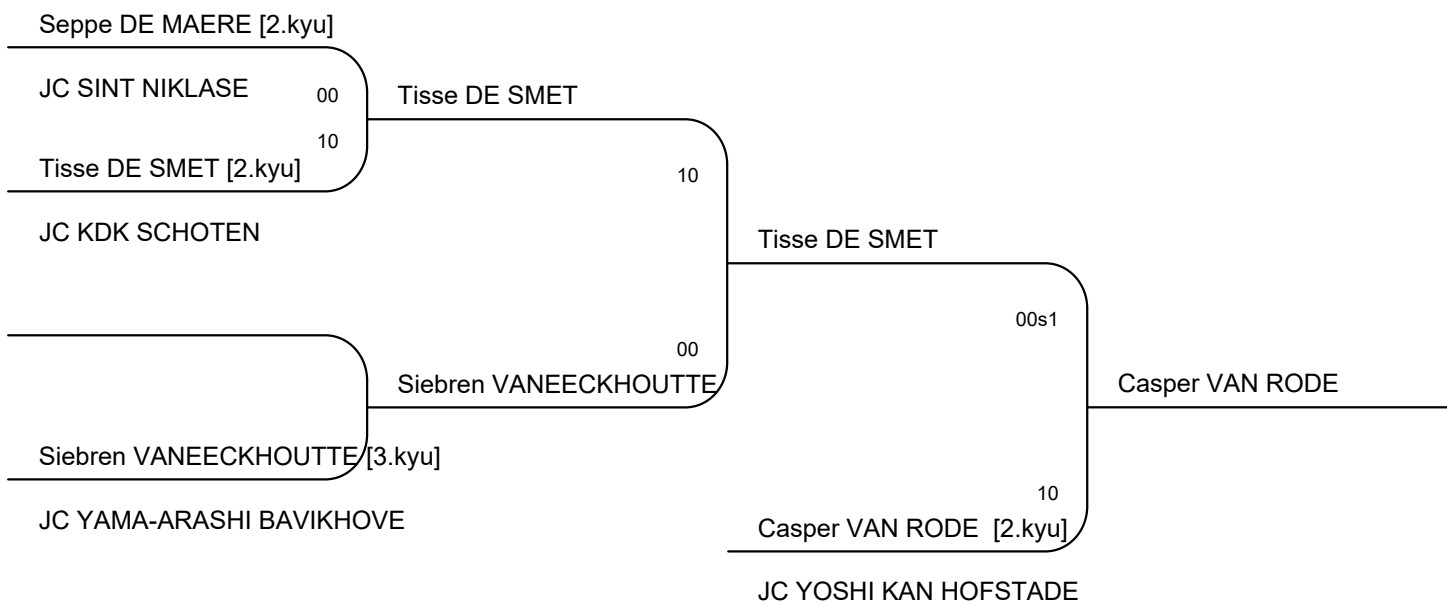 Seppe DE MAERE [2.kyu]
JC SINT NIKLASE
00
Tisse DE SMET
10
Tisse DE SMET [2.kyu]
10
JC KDK SCHOTEN
Tisse DE SMET
00s1
00
Siebren VANEECKHOUTTE
Casper VAN RODE
Siebren VANEECKHOUTTE [3.kyu]
10
JC YAMA-ARASHI BAVIKHOVE
Casper VAN RODE  [2.kyu]
JC YOSHI KAN HOFSTADE